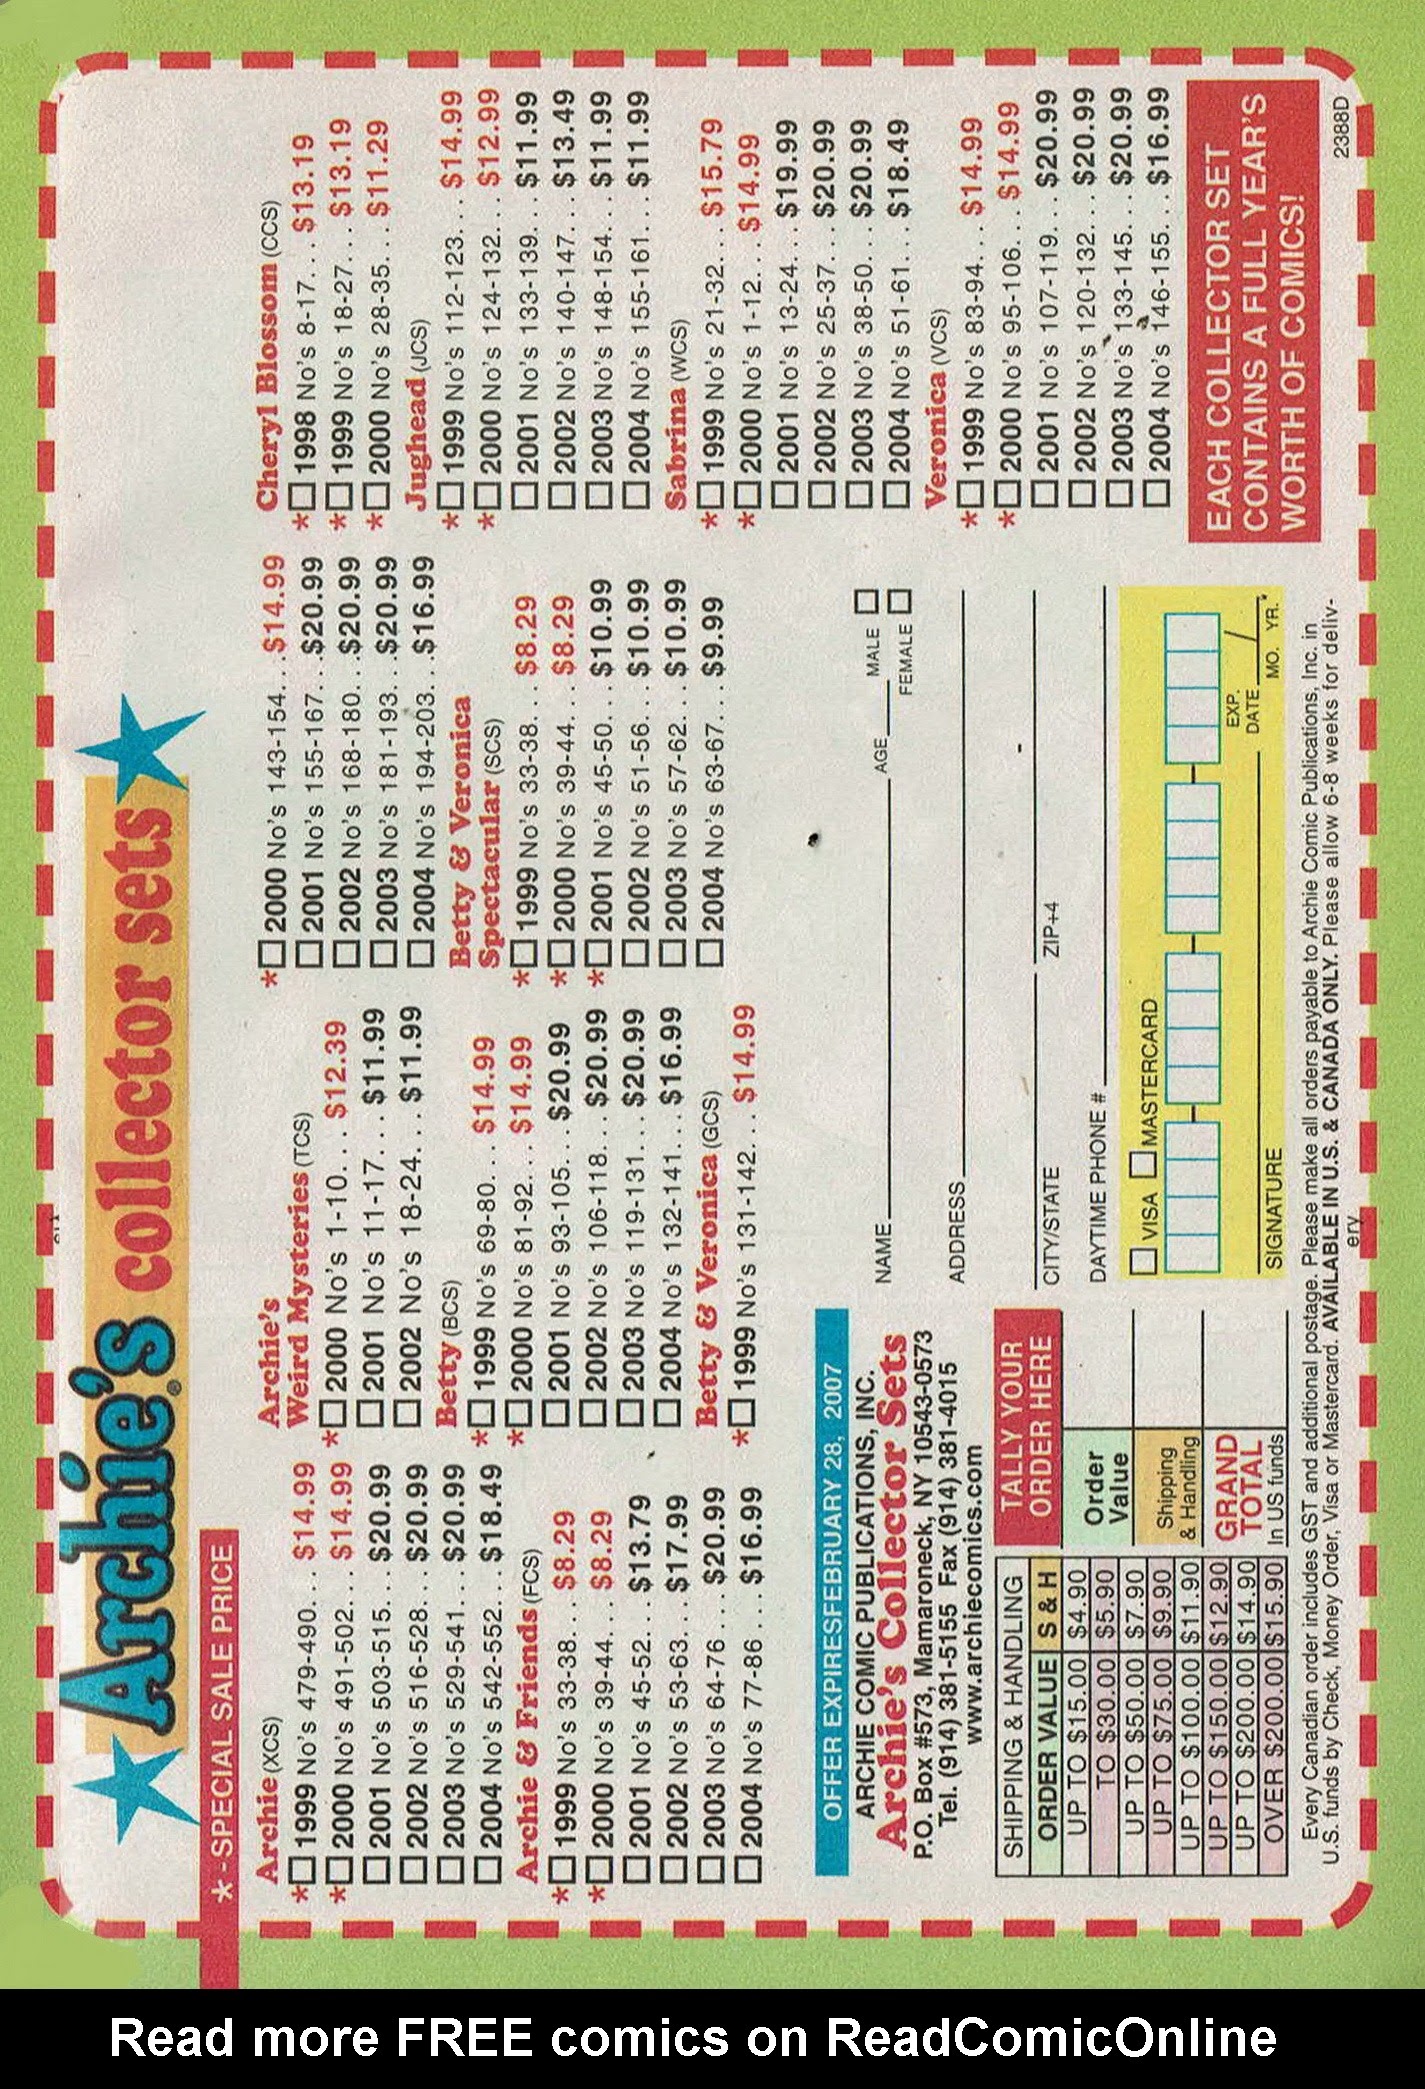 Archie's® collector sets
* -SPECIAL SALE PRICE
Archie (XCS)
*□1999 No's 479-490... $14.99
*□2000 No's 491-502... $14.99
□2001 No's 503-515... $20.99
□2002 No's 516-528... $20.99
□2003 No's 529-541... $20.99
□2004 No's 542-552... $18.49
Archie & Friends (FCS)
*□1999 No's 33-38.... $8.29
*□2000 No's 39-44.... $8.29
□2001 No's 45-52.... $13.79
□2002 No's 53-63.... $17.99
□2003 No's 64-76 ... $20.99
□2004 No's 77-86 .... $16.99
Archie's
Weird Mysteries (TCS)
*□2000 No's 1-10... $12.39
□2001 No's 11-17... $11.99
□2002 No's 18-24.... $11.99
Betty (BCS)
*□1999 No's 69-80.... $14.99
*□2000 No's 81-92... $14.99
□2001 No's 93-105... $20.99
□2002 No's 106-118... $20.99
□2003 No's 119-131... $20.99
□2004 No's 132-141... $16.99
Betty & Veronica (GCS)
*□1999 No's 131-142... $14.99
*□2000 No's 143-154...$14.99
□2001 No's 155-167...$20.99
□2002 No's 168-180...$20.99
□2003 No's 181-193...$20.99
□2004 No's 194-203...$16.99
Betty & Veronica
Spectacular (SCS)
*□1999 No's 33-38... $8.29
*□2000 No's 39-44... $8.29
*□2001 No's 45-50...$10.99
□2002 No's 51-56...$10.99
□2003 No's 57-62...$10.99
□2004 No's 63-67... $9.99
Cheryl Blossom (CCS)
*□1998 No's 8-17... $13.19
*□1999 No's 18-27... $13.19
*□2000 No's 28-35... $11.29
Jughead (JCS)
*□1999 No's 112-123... $14.99
*□2000 No's 124-132... $12.99
□2001 No's 133-139...$11.99
□2002 No's 140-147...$13.49
□2003 No's 148-154...$11.99
□2004 No's 155-161...$11.99
Sabrina (WCS)
*□1999 No's 21-32... $15.79
*□2000 No's 1-12... $14.99
□2001 No's 13-24... $19.99
□2002 No's 25-37...$20.99
□2003 No's 38-50...$20.99
□2004 No's 51-61...$18.49
Veronica (VCS)
*□1999 No's 83-94... $14.99
*□2000 No's 95-106... $14.99
□2001 No's 107-119... $20.99
□2002 No's 120-132... $20.99
□2003 No's 133-145... $20.99
□2004 No's 146-155... $16.99
EACH COLLECTOR SET
CONTAINS A FULL YEAR'S
WORTH OF COMICS!
2388D
OFFER EXPIRESFEBRUARY 28, 2007
ARCHIE COMIC PUBLICATIONS, INC.
Archie's Collector Sets
P.O. Box #573, Mamaroneck, NY 10543-0573
Tel. (914) 381-5155 Fax (914) 381-4015
www.archiecomics.com
SHIPPING & HANDLING
ORDER VALUE S & H
UP TO $15.00 $4.90
TO $30.00 $5.90
UP TO $50.00 $7.90
UP TO $75.00 $9.90
UP TO $100.00 $11.90
UP TO $150.00 $12.90
UP TO $200.00 $14.90
OVER $200.00 $15.90
TALLY YOUR
ORDER HERE
Order
Value
Shipping
& Handling
GRAND
TOTAL
In US funds
NAME AGE MALE □
FEMALE □
ADDRESS
CITY/STATE ZIP+4
DAYTIME PHONE #
□ VISA □ MASTERCARD
EXP.
DATE /
SIGNATURE MO. YR.
Every Canadian order includes GST and additional postage. Please make all orders payable to Archie Comic Publications, Inc. in
U.S. funds by Check, Money Order, Visa or Mastercard. AVAILABLE IN U.S. & CANADA ONLY. Please allow 6-8 weeks for deliv-
ery
Read more FREE comics on ReadComicOnline